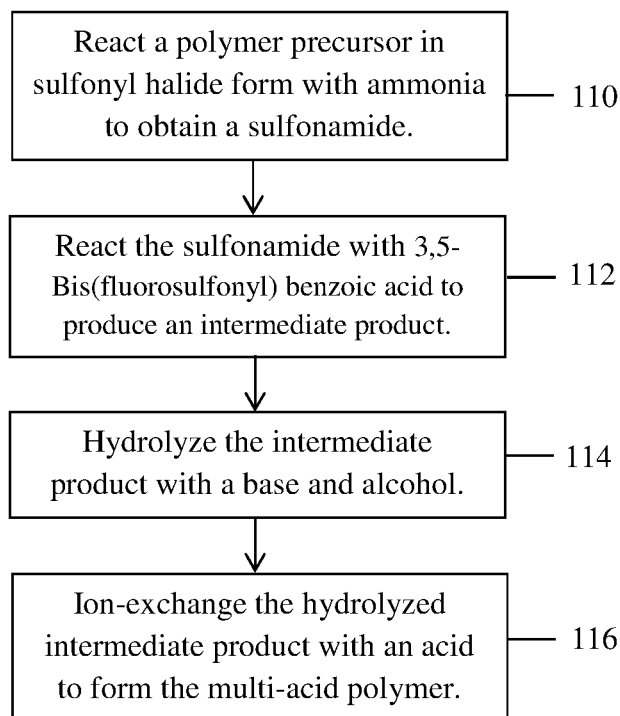 React a polymer precursor in
sulfonyl halide form with ammonia
to obtain a sulfonamide.
110
React the sulfonamide with 3,5-
Bis(fluorosulfonyl) benzoic acid to
produce an intermediate product.
112
Hydrolyze the intermediate
product with a base and alcohol.
114
Ion-exchange the hydrolyzed
intermediate product with an acid
to form the multi-acid polymer.
116